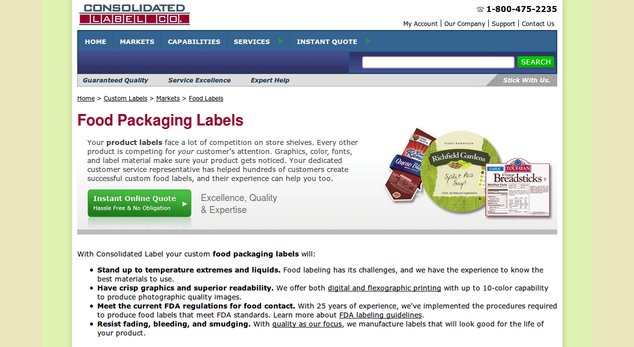 CONSOLIDATED
LABEL CO.
1-800-475-2235
My Account | Our Company | Support | Contact Us
HOME MARKETS CAPABILITIES SERVICES INSTANT QUOTE
SEARCH
Guaranteed Quality Service Excellence Expert Help Stick With Us.
Home > Custom Labels > Markets > Food Labels
Food Packaging Labels
Your product labels face a lot of competition on store shelves. Every other
product is competing for your customer's attention. Graphics, color, fonts,
and label material make sure your product gets noticed. Your dedicated
customer service representative has helped hundreds of customers create
successful custom food labels, and their experience can help you too.
Richfield Gardens
Split Pea
Soup
TOUFAYAN
Breadsticks
Instant Online Quote
Hassle Free & No Obligation
Excellence, Quality
& Expertise
With Consolidated Label your custom food packaging labels will:
• Stand up to temperature extremes and liquids. Food labeling has its challenges, and we have the experience to know the
best materials to use.
• Have crisp graphics and superior readability. We offer both digital and flexographic printing with up to 10-color capability
to produce photographic quality images.
• Meet the current FDA regulations for food contact. With 25 years of experience, we've implemented the procedures required
to produce food labels that meet FDA standards. Learn more about FDA labeling guidelines.
• Resist fading, bleeding, and smudging. With quality as our focus, we manufacture labels that will look good for the life of
your product.